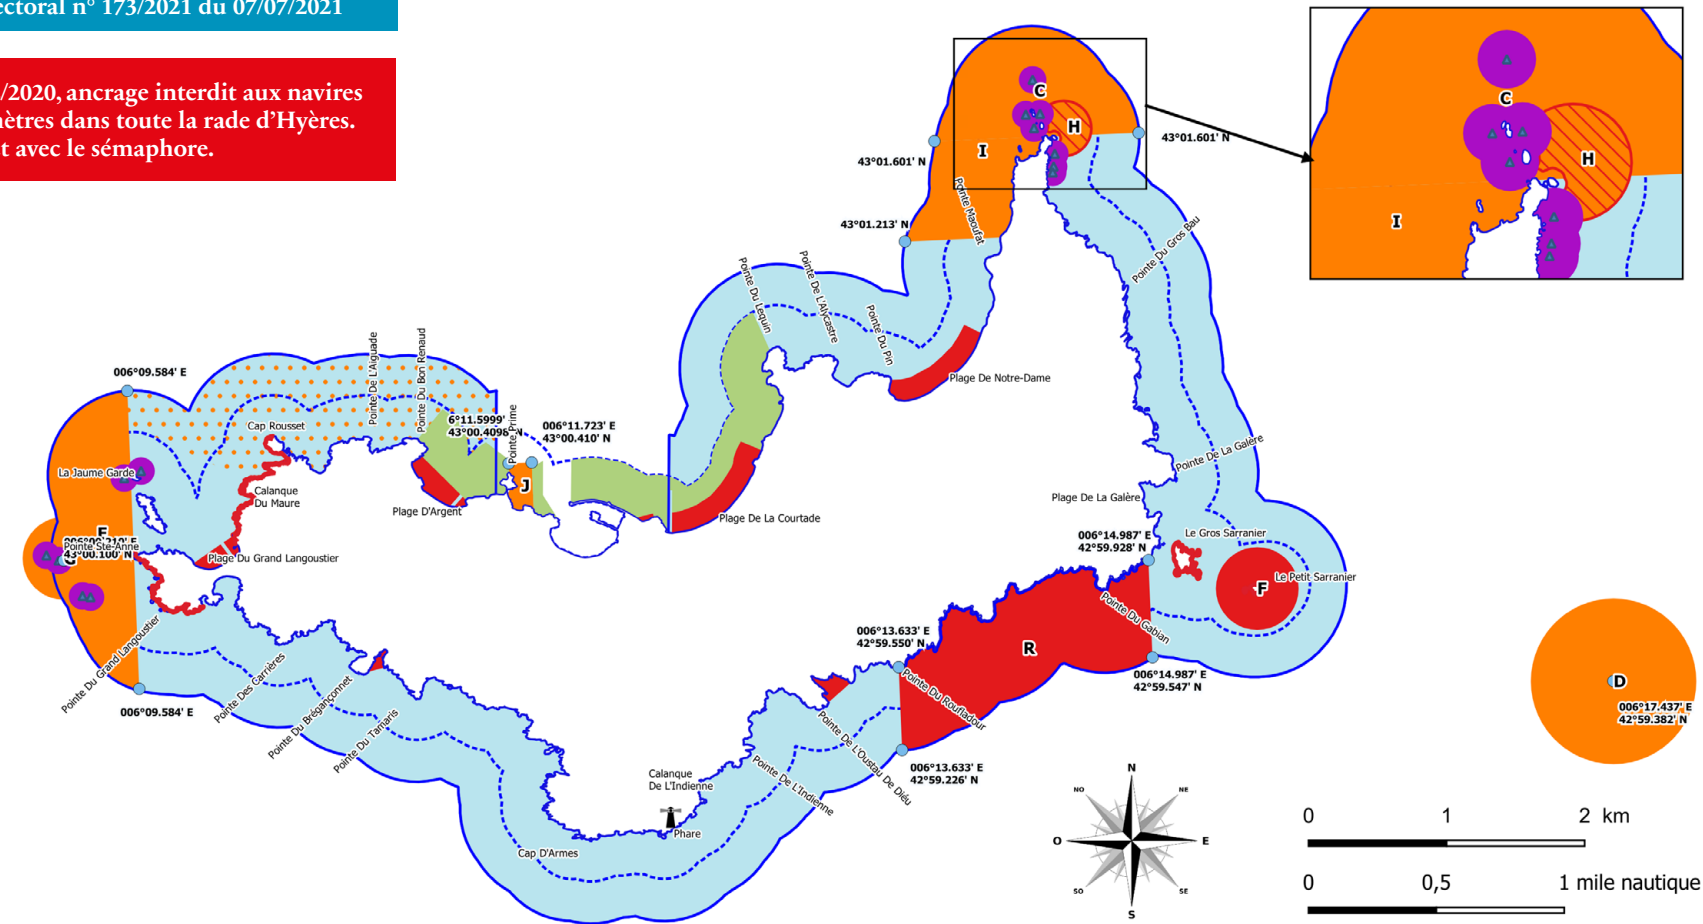 ectoral n° 173/2021 du 07/07/2021
/2020, ancrage interdit aux navires
nètres dans toute la rade d'Hyères.
t avec le sémaphore.
C
H
I
43°01.601' N
43°01.601' N
43°01.213' N
Pointe Maoufat
C
H
I
Pointe Du Gros Bau
Pointe Du Lequin
Pointe De L'Alycastre
Pointe Du Pin
Plage De Notre-Dame
006°09.584' E
Pointe De L'Aiguade
Pointe Du Bon Renaud
Cap Rousset
6°11.5999'
43°00.4098' N
Pointe Prime
006°11.723' E
43°00.410' N
La Jaume Garde
Calanque
Du Maure
J
Plage D'Argent
Plage De La Courtade
Pointe De La Galère
Plage De La Galère
Pointe Ste-Anne
43°00.100' N
Plage Du Grand Langoustier
006°14.987' E
42°59.928' N
Le Gros Sarranier
Le Petit Sarranier
F
Pointe Du Gabian
006°13.633' E
42°59.550' N
R
006°14.987' E
42°59.547' N
Pointe Du Grand Langoustier
006°09.584' E
Pointe Des Carrières
Pointe Du Brégançonnet
Pointe Du Tamaris
Pointe Du Roufladour
Pointe De L'Oustau De Diéu
Pointe De L'Indienne
006°13.633' E
42°59.226' N
Calanque
De L'Indienne
Phare
Cap D'Armes
D
006°17.437' E
42°59.382' N
N
NO
NE
O
E
SO
SE
S
0 1 2 km
0 0,5 1 mile nautique